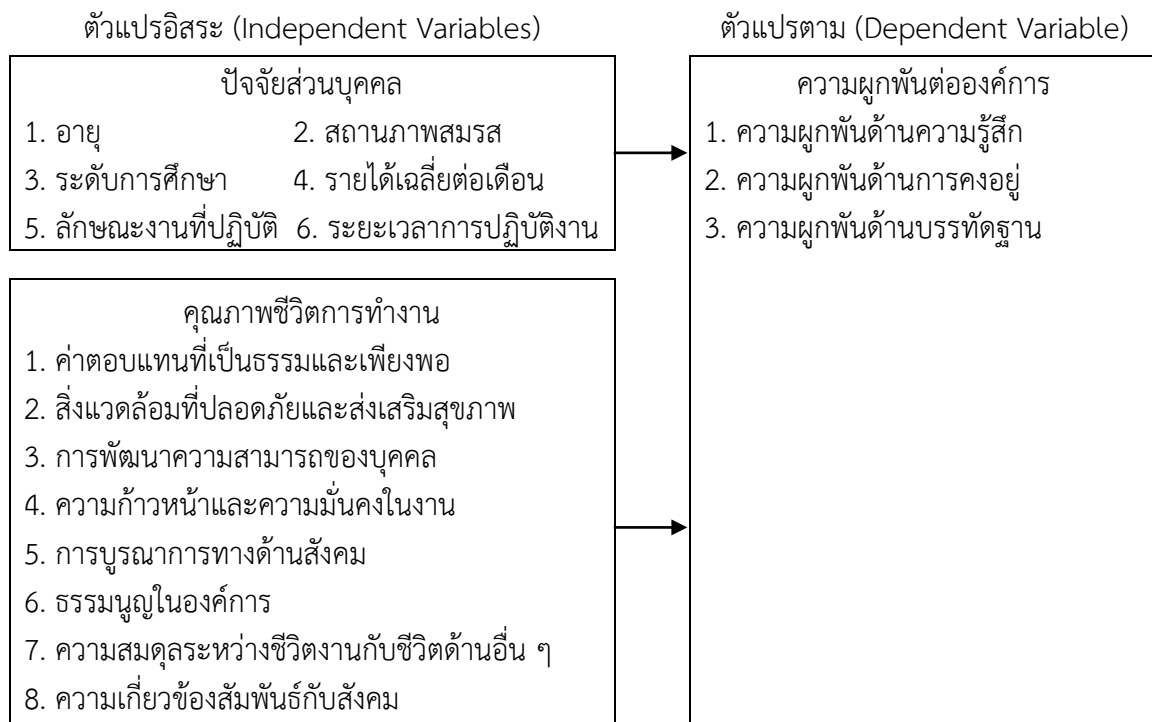 ตัวแปรอิสระ (Independent Variables)
ปัจจัยส่วนบุคคล
1. อายุ 2. สถานภาพสมรส
3. ระดับการศึกษา 4. รายได้เฉลี่ยต่อเดือน
5. ลักษณะงานที่ปฏิบัติ 6. ระยะเวลาการปฏิบัติงาน
คุณภาพชีวิตการทำงาน
1. ค่าตอบแทนที่เป็นธรรมและเพียงพอ
2. สิ่งแวดล้อมที่ปลอดภัยและส่งเสริมสุขภาพ
3. การพัฒนาความสามารถของบุคคล
4. ความก้าวหน้าและความมั่นคงในงาน
5. การบูรณาการทางด้านสังคม
6. ธรรมนูญในองค์การ
7. ความสมดุลระหว่างชีวิตงานกับชีวิตด้านอื่น ๆ
8. ความเกี่ยวข้องสัมพันธ์กับสังคม
ตัวแปรตาม (Dependent Variable)
ความผูกพันต่อองค์การ
1. ความผูกพันด้านความรู้สึก
2. ความผูกพันด้านการคงอยู่
3. ความผูกพันด้านบรรทัดฐาน